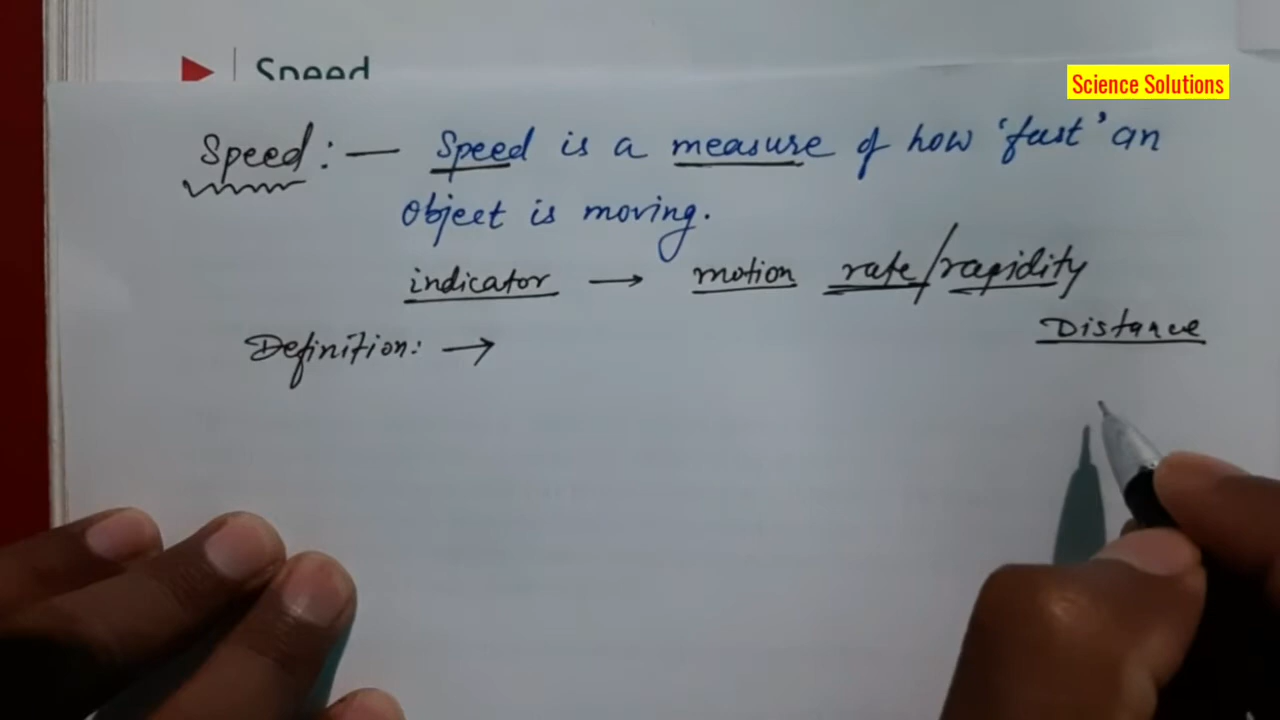 Speed
Science Solutions
Speed : — Speed is a measure of how 'fast' an
object is moving.
indicator → motion rate/rapidity
Distance
Definition: →